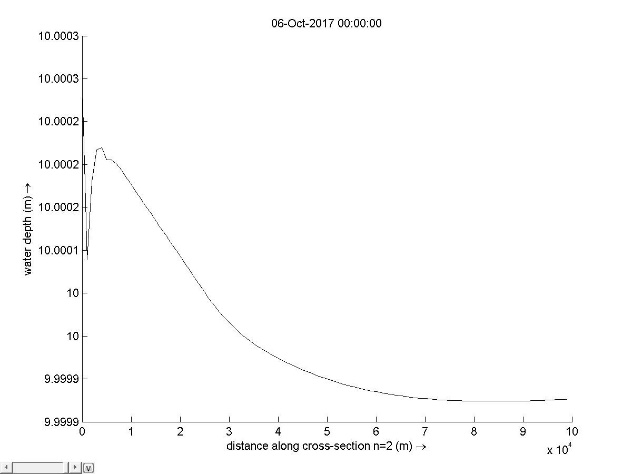 06-Oct-2017 00:00:00
10.0003
10.0003
10.0002
10.0002
10.0002
10.0001
10
10
9.9999
9.9999
water depth (m) →
0 1 2 3 4 5 6 7 8 9 10
distance along cross-section n=2 (m) →
x 10⁴
v